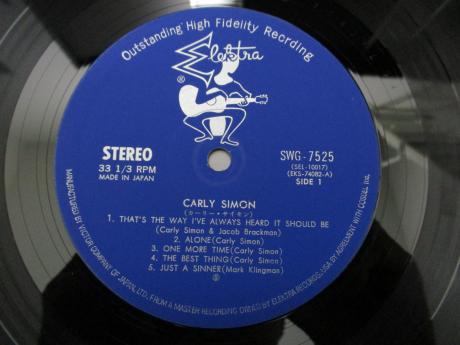 Outstanding High Fidelity Recrding
Elektra
®
STEREO
33 1/3 RPM
MADE IN JAPAN
SWG-7525
(SEL-10017)
(EKS-74082-A)
SIDE 1
CARLY SIMON
(カーリー・サイモン)
1. THAT'S THE WAY I'VE ALWAYS HEARD IT SHOULD BE
(Carly Simon & Jacob Brackman)
2. ALONE(Carly Simon)
3. ONE MORE TIME(Carly Simon)
4. THE BEST THING(Carly Simon)
5. JUST A SINNER(Mark Klingman)
Ⓢ
MANUFACTURED BY VICTOR COMPANY OF JAPAN, LTD. FROM A MASTER RECORDING OWNED BY ELEKTRA RECORDS, USA BY AGREEMENT WITH COSDEL Inc.